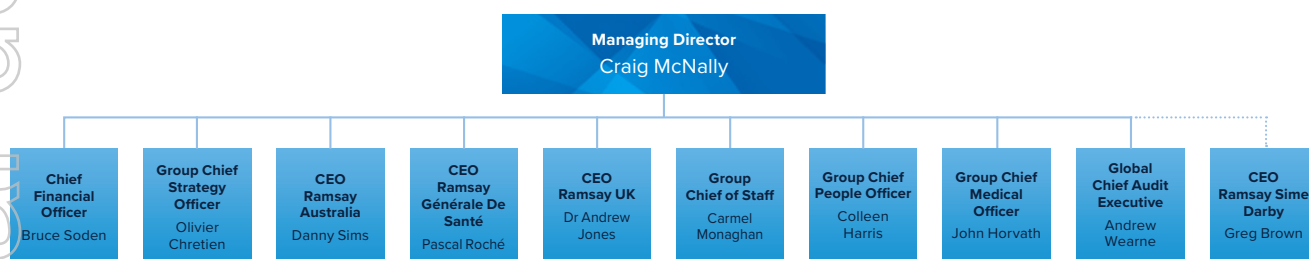 Managing Director
Craig McNally
Chief
Financial
Officer
Bruce Soden
Group Chief
Strategy
Officer
Olivier
Chretien
CEO
Ramsay
Australia
Danny Sims
CEO
Ramsay
Générale De
Santé
Pascal Roché
CEO
Ramsay UK
Dr Andrew
Jones
Group
Chief of Staff
Carmel
Monaghan
Group Chief
People Officer
Colleen
Harris
Group Chief
Medical
Officer
John Horvath
Global
Chief Audit
Executive
Andrew
Wearne
CEO
Ramsay Sime
Darby
Greg Brown